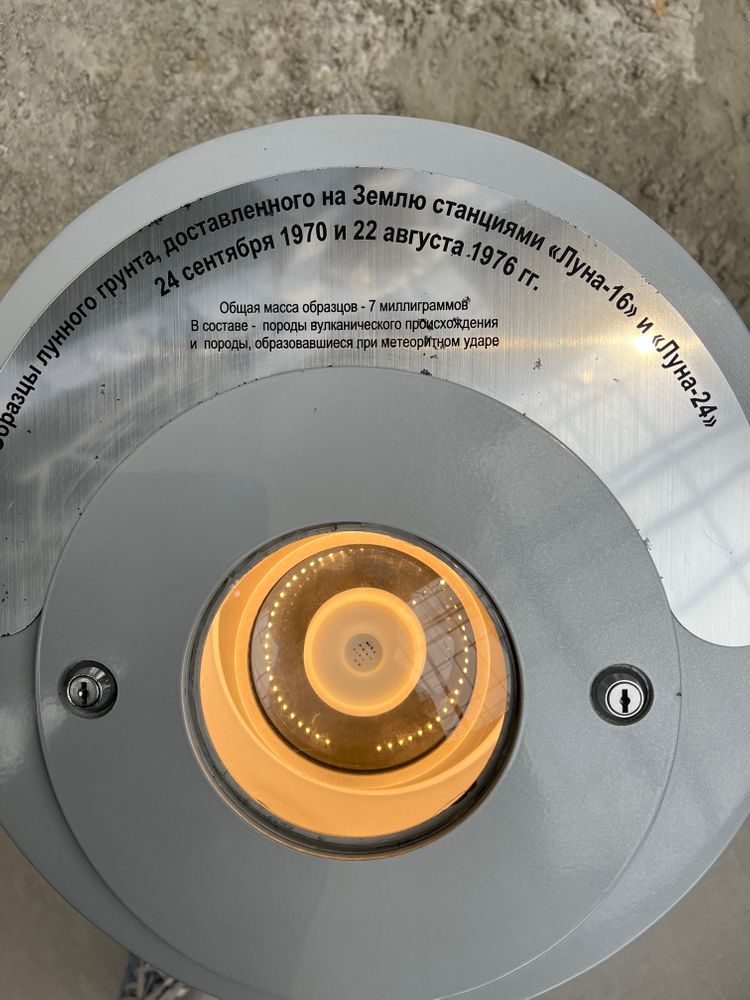 образцы лунного грунта, доставленного на Землю станциями «Луна-16» и «Луна-24»
24 сентября 1970 и 22 августа 1976 гг.
Общая масса образцов - 7 миллиграммов
В составе - породы вулканического происхождения
и породы, образовавшиеся при метеоритном ударе